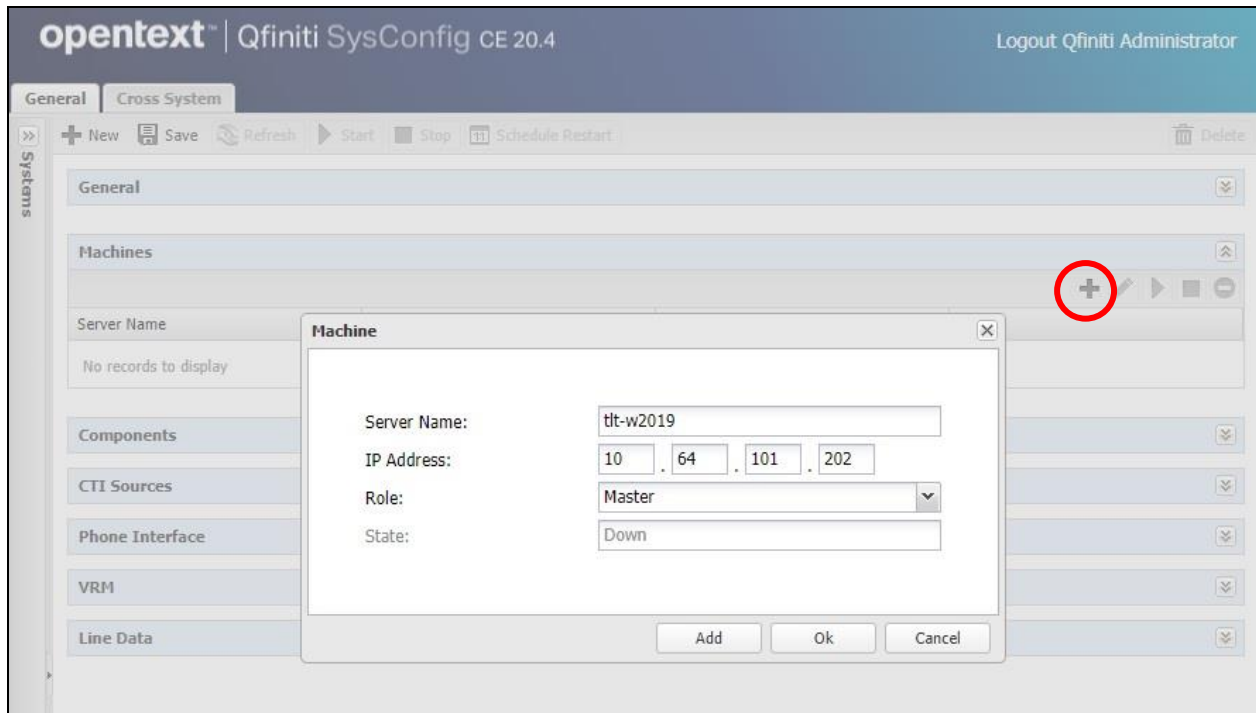 opentext™ | Qfiniti SysConfig CE 20.4
Logout Qfiniti Administrator
General
Cross System
Systems
New Save Refresh Start Stop 11 Schedule Restart Delete
General
Machines
Server Name
No records to display
Machine
Server Name: tlt-w2019
IP Address: 10 . 64 . 101 . 202
Role: Master
State: Down
Add Ok Cancel
Components
CTI Sources
Phone Interface
VRM
Line Data